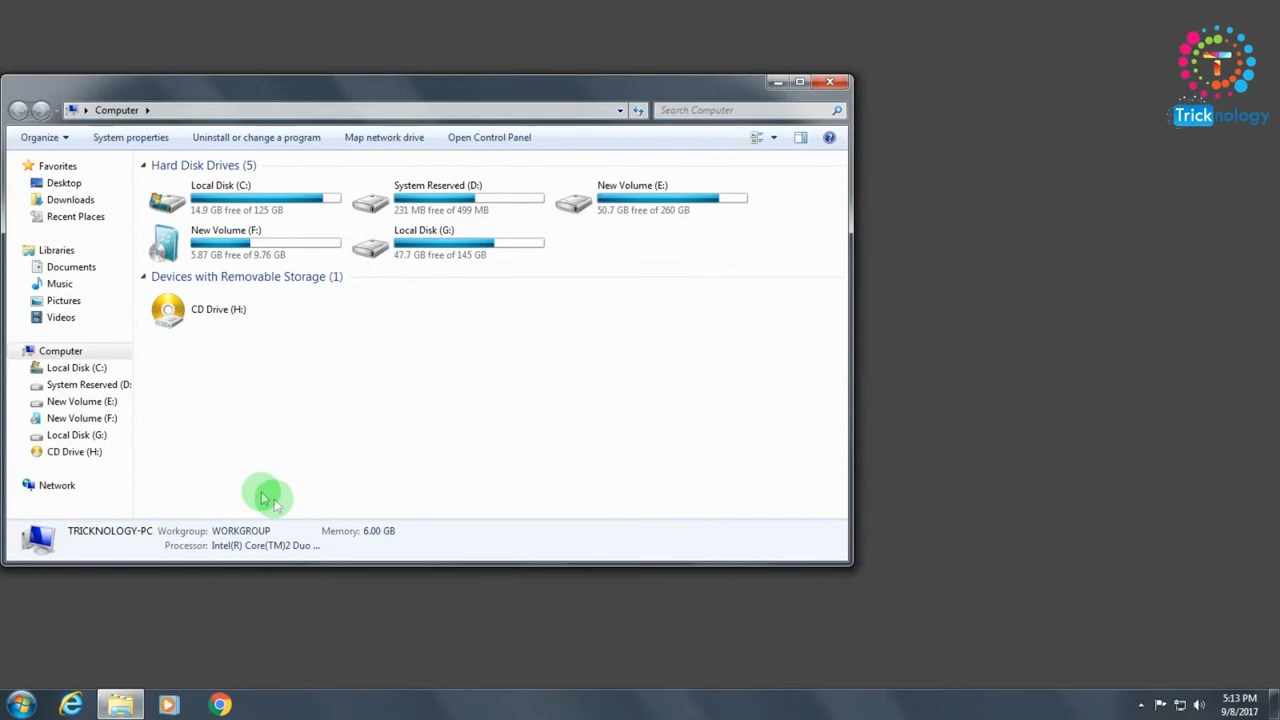 T
Tricknology
Computer
Search Computer
Organize System properties Uninstall or change a program Map network drive Open Control Panel
Favorites
Desktop
Downloads
Recent Places
Libraries
Documents
Music
Pictures
Videos
Computer
Local Disk (C:)
System Reserved (D:
New Volume (E:)
New Volume (F:)
Local Disk (G:)
CD Drive (H:)
Network
Hard Disk Drives (5)
Local Disk (C:)
14.9 GB free of 125 GB
System Reserved (D:)
231 MB free of 499 MB
New Volume (E:)
50.7 GB free of 260 GB
New Volume (F:)
5.87 GB free of 9.76 GB
Local Disk (G:)
47.7 GB free of 145 GB
Devices with Removable Storage (1)
CD Drive (H:)
TRICKNOLOGY-PC Workgroup: WORKGROUP Memory: 6.00 GB
Processor: Intel(R) Core(TM)2 Duo ...
5:13 PM
9/8/2017